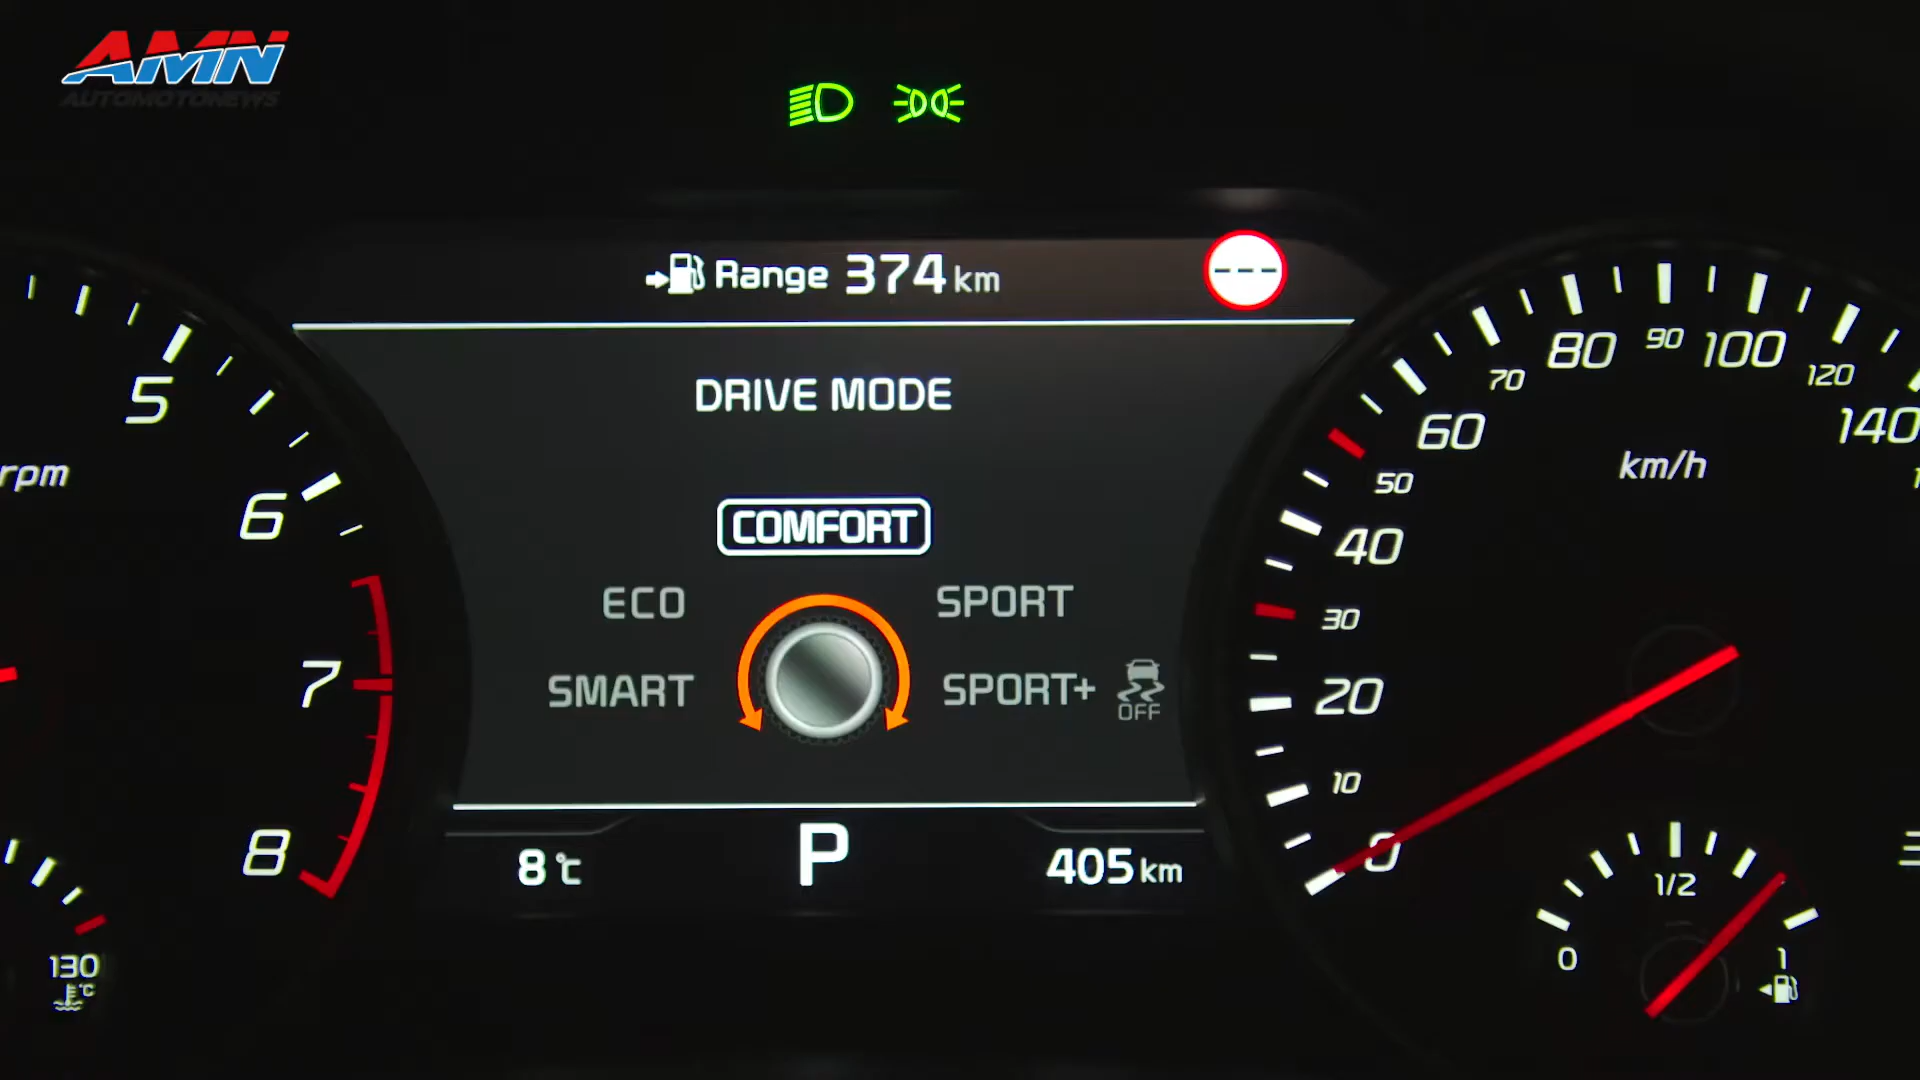 AMN
AUTOMOTONEWS
Range 374 km
---
DRIVE MODE
COMFORT
ECO
SPORT
SMART
SPORT+
OFF
8℃
P
405 km
rpm
5
6
7
8
130
℃
km/h
0
10
20
30
40
50
60
70
80
90
100
120
140
0
1/2
1